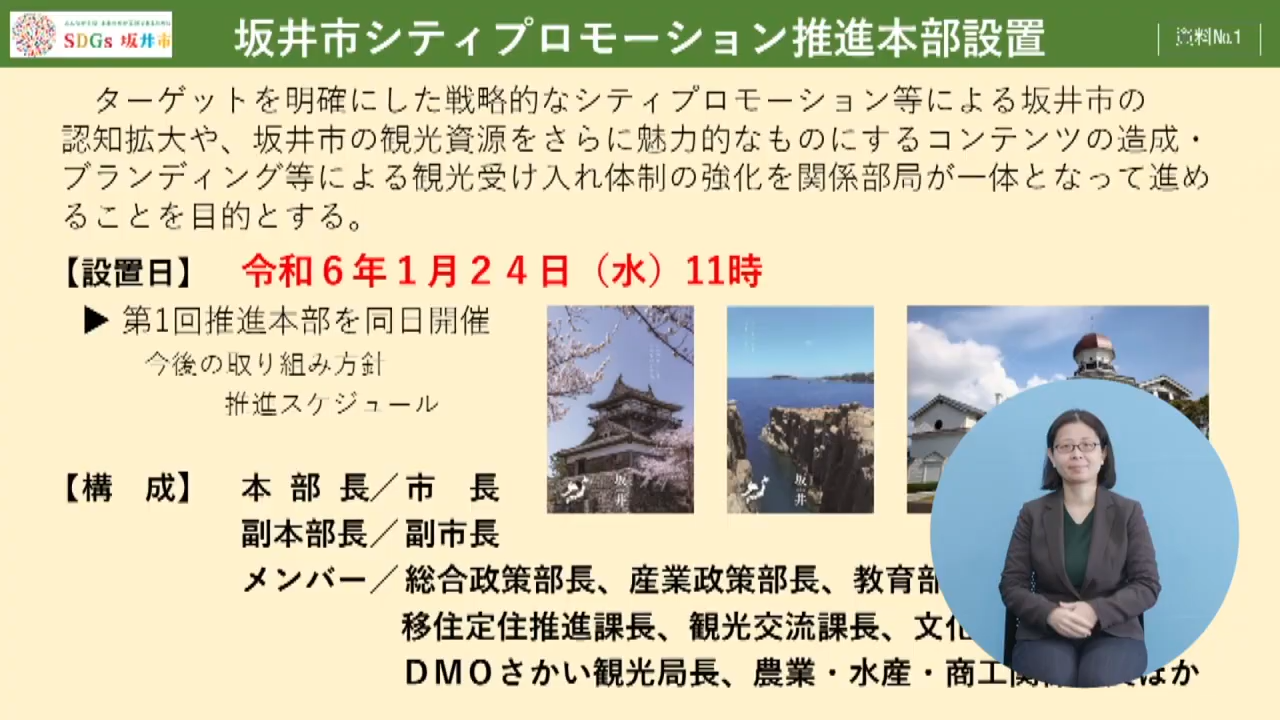 SDGs 坂井市
坂井市シティプロモーション推進本部設置
資料No.1
ターゲットを明確にした戦略的なシティプロモーション等による坂井市の
認知拡大や、坂井市の観光資源をさらに魅力的なものにするコンテンツの造成・
ブランディング等による観光受け入れ体制の強化を関係部局が一体となって進め
ることを目的とする。
【設置日】 令和６年１月２４日（水）11時
▶ 第1回推進本部を同日開催
今後の取り組み方針
推進スケジュール
坂井
坂井
【構 成】 本 部 長／市 長
副本部長／副市長
メンバー／総合政策部長、産業政策部長、教育部
移住定住推進課長、観光交流課長、文化
ＤＭＯさかい観光局長、農業・水産・商工関 ほか